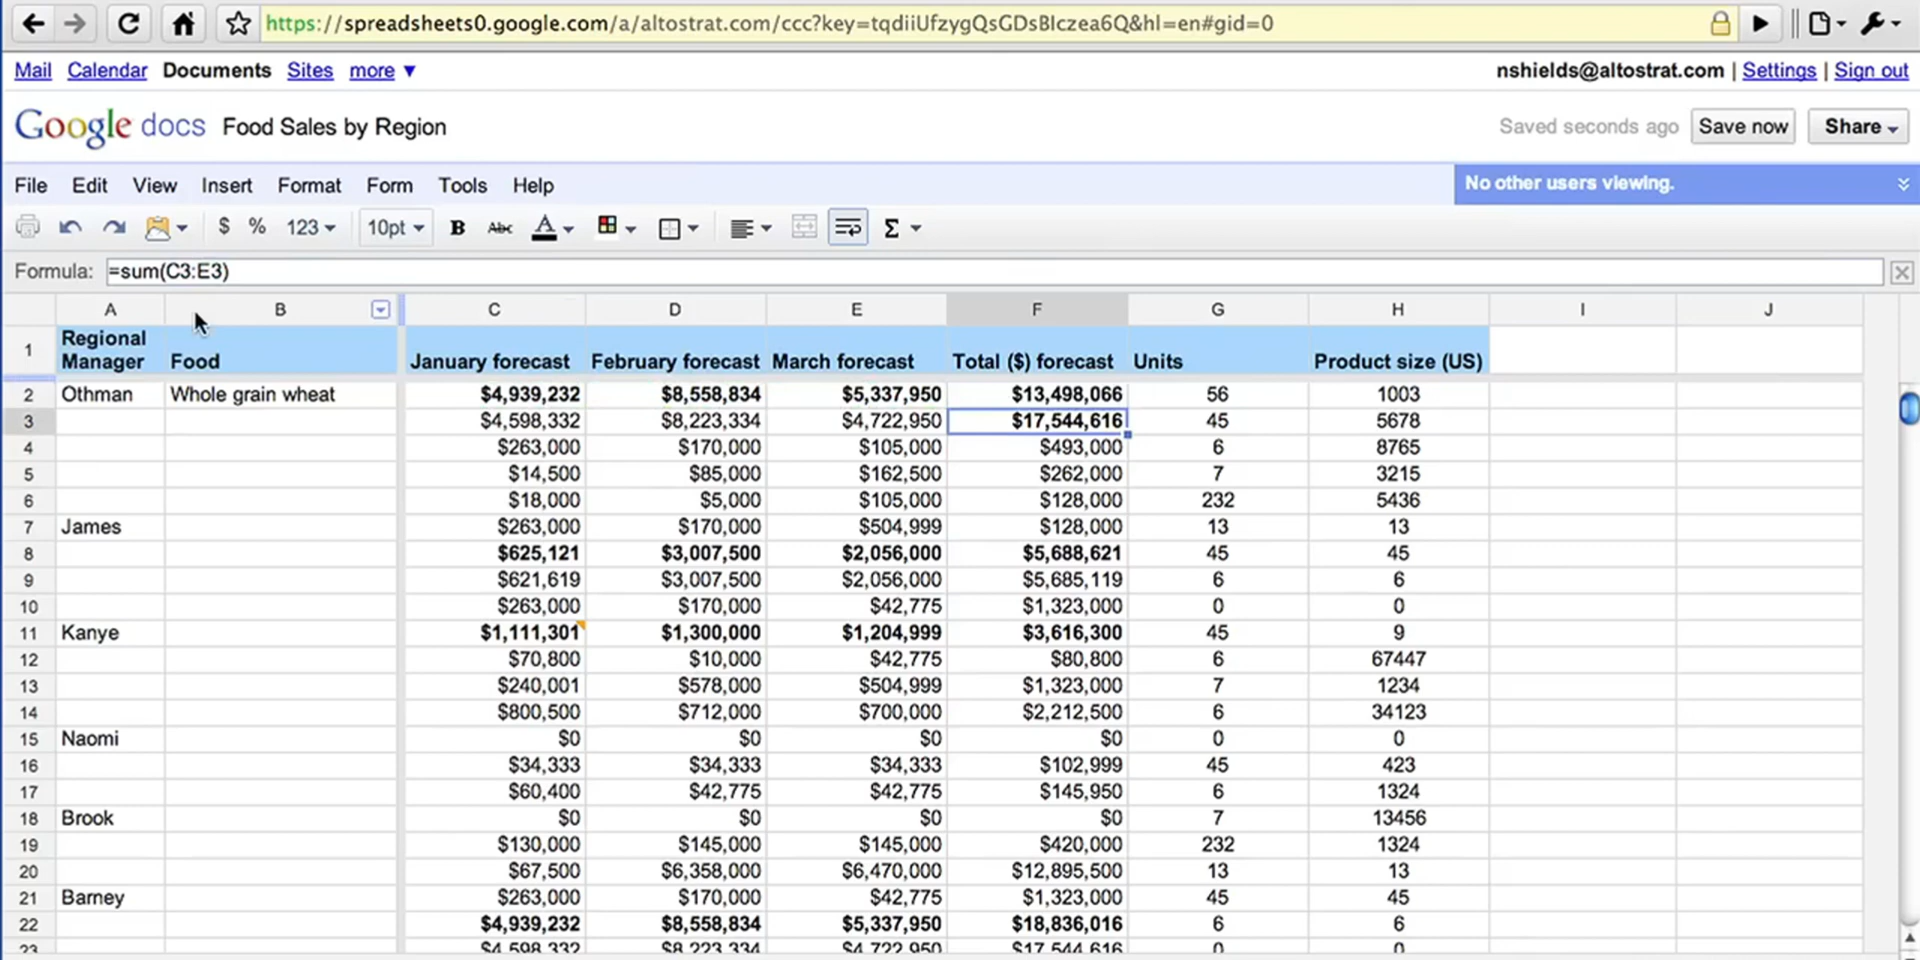 https://spreadsheets0.google.com/a/altostrat.com/ccc?key=tqdiiUfzygQsGDsBIczea6Q&hl=en#gid=0
Mail Calendar Documents Sites more ▼ nshields@altostrat.com | Settings | Sign out
Google docs Food Sales by Region Saved seconds ago Save now Share
File Edit View Insert Format Form Tools Help No other users viewing.
$ % 123 10pt B Abc A Σ
Formula: =sum(C3:E3)
A B C D E F G H I J
1 Regional Manager Food January forecast February forecast March forecast Total ($) forecast Units Product size (US)
2 Othman Whole grain wheat $4,939,232 $8,558,834 $5,337,950 $13,498,066 56 1003
3 $4,598,332 $8,223,334 $4,722,950 $17,544,616 45 5678
4 $263,000 $170,000 $105,000 $493,000 6 8765
5 $14,500 $85,000 $162,500 $262,000 7 3215
6 $18,000 $5,000 $105,000 $128,000 232 5436
7 James $263,000 $170,000 $504,999 $128,000 13 13
8 $625,121 $3,007,500 $2,056,000 $5,688,621 45 45
9 $621,619 $3,007,500 $2,056,000 $5,685,119 6 6
10 $263,000 $170,000 $42,775 $1,323,000 0 0
11 Kanye $1,111,301 $1,300,000 $1,204,999 $3,616,300 45 9
12 $70,800 $10,000 $42,775 $80,800 6 67447
13 $240,001 $578,000 $504,999 $1,323,000 7 1234
14 $800,500 $712,000 $700,000 $2,212,500 6 34123
15 Naomi $0 $0 $0 $0 0 0
16 $34,333 $34,333 $34,333 $102,999 45 423
17 $60,400 $42,775 $42,775 $145,950 6 1324
18 Brook $0 $0 $0 $0 7 13456
19 $130,000 $145,000 $145,000 $420,000 232 1324
20 $67,500 $6,358,000 $6,470,000 $12,895,500 13 13
21 Barney $263,000 $170,000 $42,775 $1,323,000 45 45
22 $4,939,232 $8,558,834 $5,337,950 $18,836,016 6 6
23 $4,598,332 $8,223,334 $4,722,950 $17,544,616 0 0